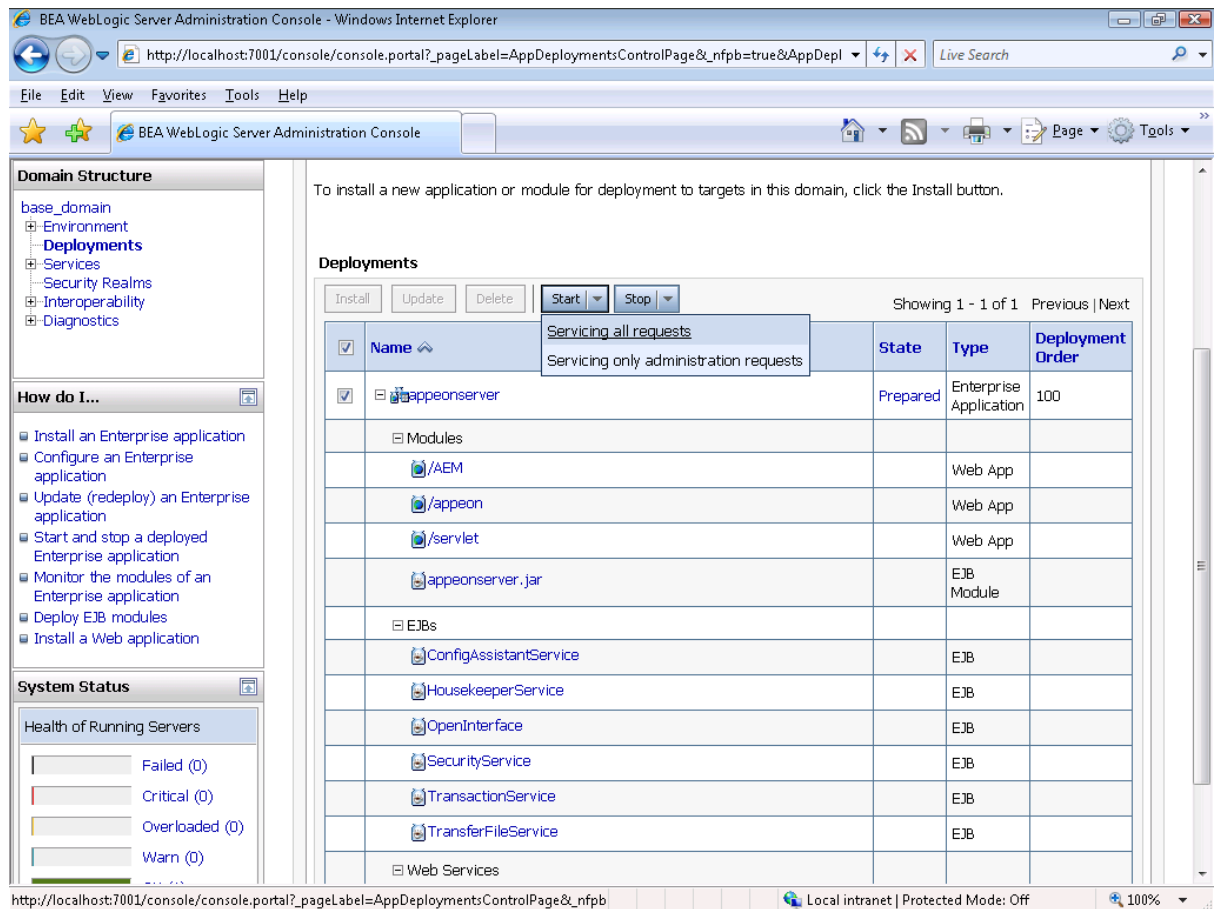 BEA WebLogic Server Administration Console - Windows Internet Explorer
http://localhost:7001/console/console.portal?_pageLabel=AppDeploymentsControlPage&_nfpb=true&AppDepl
Live Search
File Edit View Favorites Tools Help
BEA WebLogic Server Administration Console
Page
Tools
Domain Structure
base_domain
Environment
Deployments
Services
Security Realms
Interoperability
Diagnostics
How do I...
Install an Enterprise application
Configure an Enterprise
application
Update (redeploy) an Enterprise
application
Start and stop a deployed
Enterprise application
Monitor the modules of an
Enterprise application
Deploy EJB modules
Install a Web application
System Status
Health of Running Servers
Failed (0)
Critical (0)
Overloaded (0)
Warn (0)
To install a new application or module for deployment to targets in this domain, click the Install button.
Deployments
Install Update Delete Start Stop Showing 1 - 1 of 1 Previous | Next
Servicing all requests
Servicing only administration requests
Name State Type Deployment
Order
appeonserver Prepared Enterprise
Application 100
Modules
/AEM Web App
/appeon Web App
/servlet Web App
appeonserver.jar EJB
Module
EJBs
ConfigAssistantService EJB
HousekeeperService EJB
OpenInterface EJB
SecurityService EJB
TransactionService EJB
TransferFileService EJB
Web Services
http://localhost:7001/console/console.portal?_pageLabel=AppDeploymentsControlPage&_nfpb Local intranet | Protected Mode: Off 100%